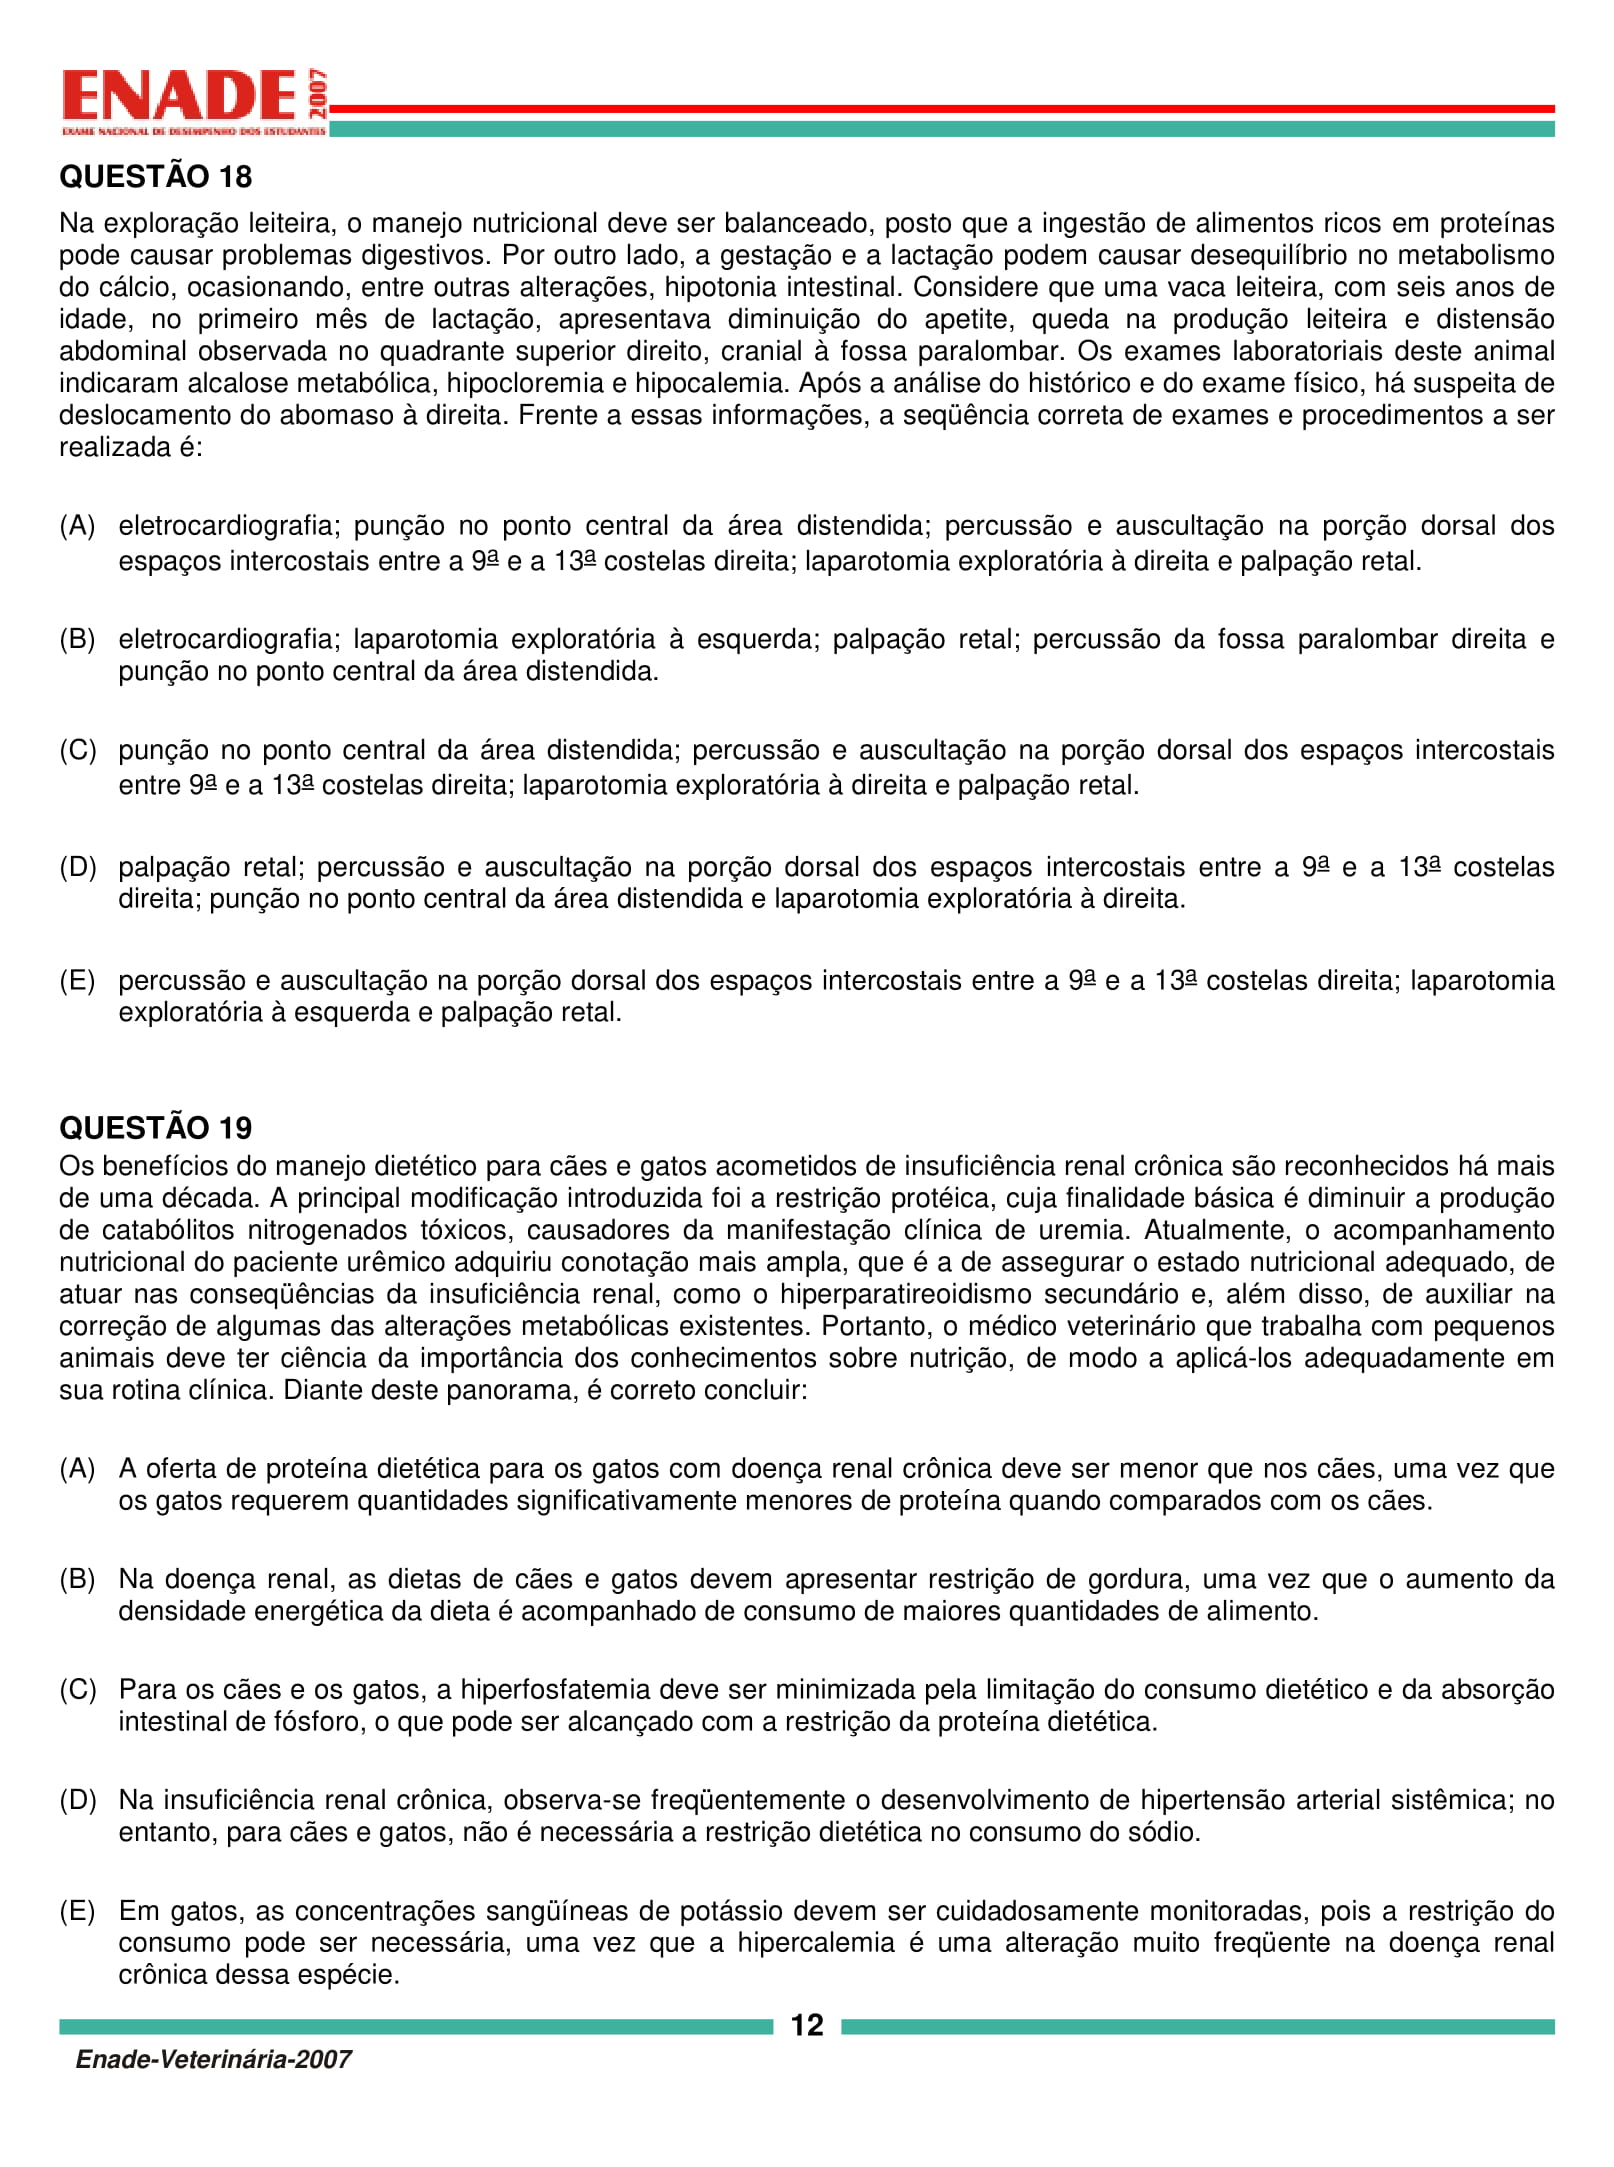 ENADE 2007
EXAME NACIONAL DE DESEMPENHO DOS ESTUDANTES
QUESTÃO 18
Na exploração leiteira, o manejo nutricional deve ser balanceado, posto que a ingestão de alimentos ricos em proteínas
pode causar problemas digestivos. Por outro lado, a gestação e a lactação podem causar desequilíbrio no metabolismo
do cálcio, ocasionando, entre outras alterações, hipotonia intestinal. Considere que uma vaca leiteira, com seis anos de
idade, no primeiro mês de lactação, apresentava diminuição do apetite, queda na produção leiteira e distensão
abdominal observada no quadrante superior direito, cranial à fossa paralombar. Os exames laboratoriais deste animal
indicaram alcalose metabólica, hipocloremia e hipocalemia. Após a análise do histórico e do exame físico, há suspeita de
deslocamento do abomaso à direita. Frente a essas informações, a seqüência correta de exames e procedimentos a ser
realizada é:
(A) eletrocardiografia; punção no ponto central da área distendida; percussão e auscultação na porção dorsal dos
espaços intercostais entre a 9ª e a 13ª costelas direita; laparotomia exploratória à direita e palpação retal.
(B) eletrocardiografia; laparotomia exploratória à esquerda; palpação retal; percussão da fossa paralombar direita e
punção no ponto central da área distendida.
(C) punção no ponto central da área distendida; percussão e auscultação na porção dorsal dos espaços intercostais
entre 9ª e a 13ª costelas direita; laparotomia exploratória à direita e palpação retal.
(D) palpação retal; percussão e auscultação na porção dorsal dos espaços intercostais entre a 9ª e a 13ª costelas
direita; punção no ponto central da área distendida e laparotomia exploratória à direita.
(E) percussão e auscultação na porção dorsal dos espaços intercostais entre a 9ª e a 13ª costelas direita; laparotomia
exploratória à esquerda e palpação retal.
QUESTÃO 19
Os benefícios do manejo dietético para cães e gatos acometidos de insuficiência renal crônica são reconhecidos há mais
de uma década. A principal modificação introduzida foi a restrição protéica, cuja finalidade básica é diminuir a produção
de catabólitos nitrogenados tóxicos, causadores da manifestação clínica de uremia. Atualmente, o acompanhamento
nutricional do paciente urêmico adquiriu conotação mais ampla, que é a de assegurar o estado nutricional adequado, de
atuar nas conseqüências da insuficiência renal, como o hiperparatireoidismo secundário e, além disso, de auxiliar na
correção de algumas das alterações metabólicas existentes. Portanto, o médico veterinário que trabalha com pequenos
animais deve ter ciência da importância dos conhecimentos sobre nutrição, de modo a aplicá-los adequadamente em
sua rotina clínica. Diante deste panorama, é correto concluir:
(A) A oferta de proteína dietética para os gatos com doença renal crônica deve ser menor que nos cães, uma vez que
os gatos requerem quantidades significativamente menores de proteína quando comparados com os cães.
(B) Na doença renal, as dietas de cães e gatos devem apresentar restrição de gordura, uma vez que o aumento da
densidade energética da dieta é acompanhado de consumo de maiores quantidades de alimento.
(C) Para os cães e os gatos, a hiperfosfatemia deve ser minimizada pela limitação do consumo dietético e da absorção
intestinal de fósforo, o que pode ser alcançado com a restrição da proteína dietética.
(D) Na insuficiência renal crônica, observa-se freqüentemente o desenvolvimento de hipertensão arterial sistêmica; no
entanto, para cães e gatos, não é necessária a restrição dietética no consumo do sódio.
(E) Em gatos, as concentrações sangüíneas de potássio devem ser cuidadosamente monitoradas, pois a restrição do
consumo pode ser necessária, uma vez que a hipercalemia é uma alteração muito freqüente na doença renal
crônica dessa espécie.
12
Enade-Veterinária-2007